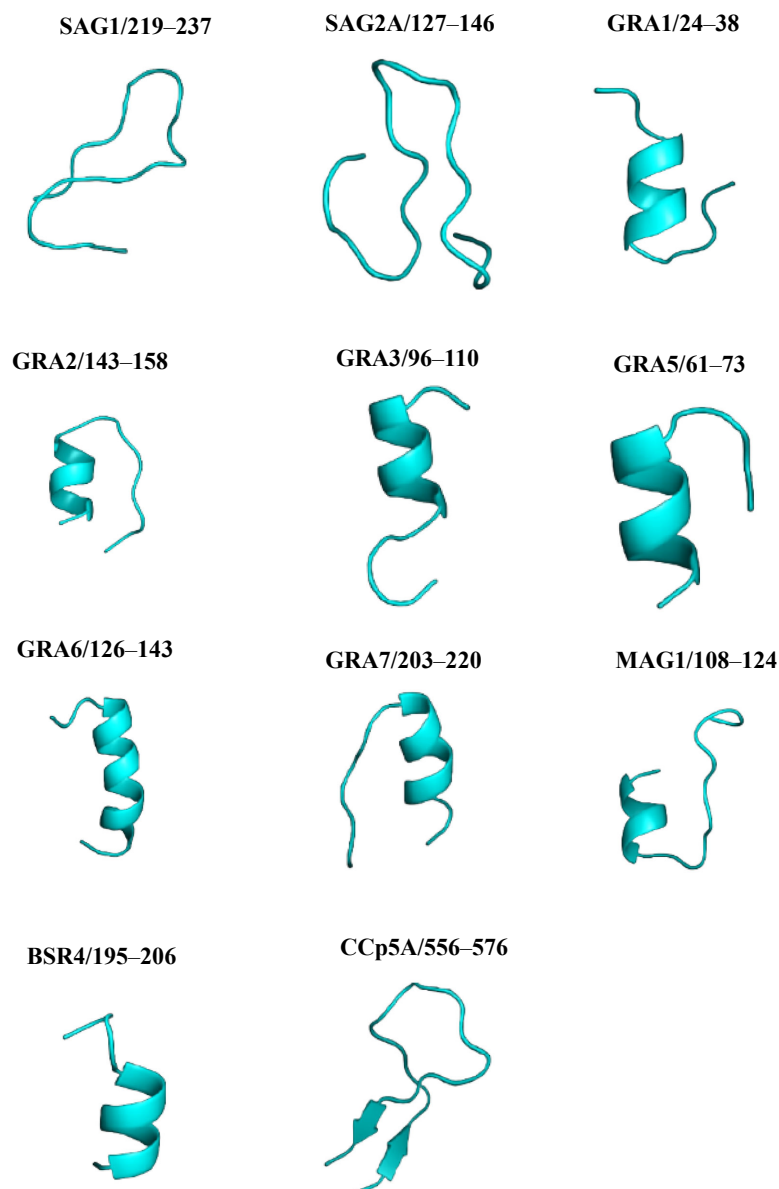 SAG1/219–237
SAG2A/127–146
GRA1/24–38
GRA2/143–158
GRA3/96–110
GRA5/61–73
GRA6/126–143
GRA7/203–220
MAG1/108–124
BSR4/195–206
CCp5A/556–576